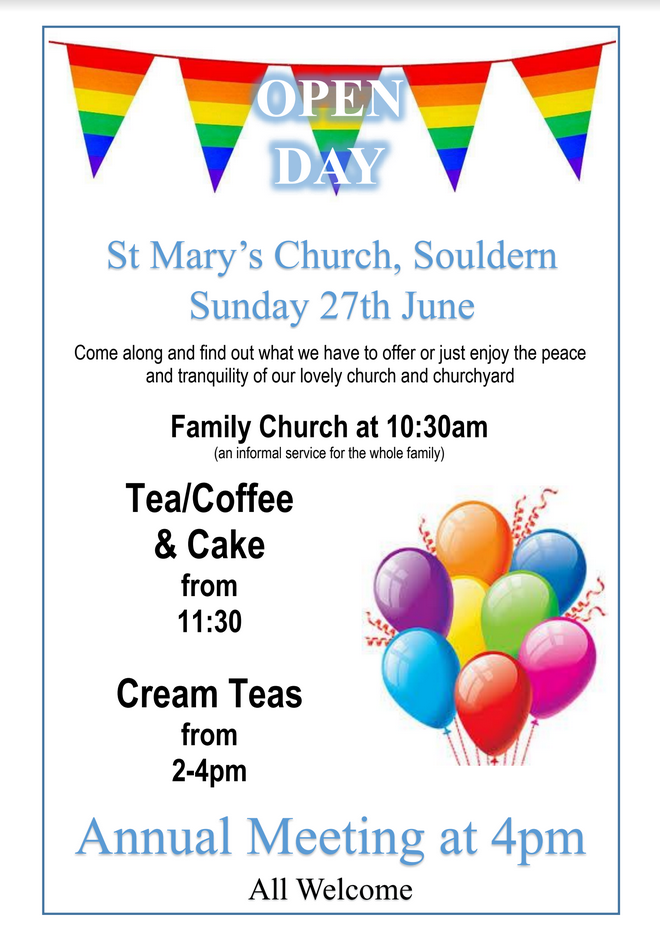 OPEN
DAY
St Mary’s Church, Souldern
Sunday 27th June
Come along and find out what we have to offer or just enjoy the peace
and tranquility of our lovely church and churchyard
Family Church at 10:30am
(an informal service for the whole family)
Tea/Coffee
& Cake
from
11:30
Cream Teas
from
2-4pm
Annual Meeting at 4pm
All Welcome